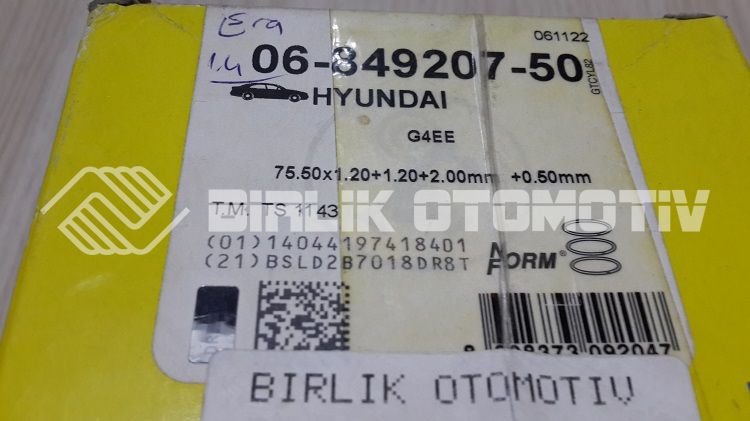 Era
1.4
061122
06-849207-50
GTCYL82
HYUNDAI
G4EE
75.50x1.20+1.20+2.00mm +0.50mm
BIRLIK OTOMOTIV
T.M. TS 1143
(01)14044197418401
(21)BSLD2B7018DR8T
FORM®
BIRLIK OTOMOTIV